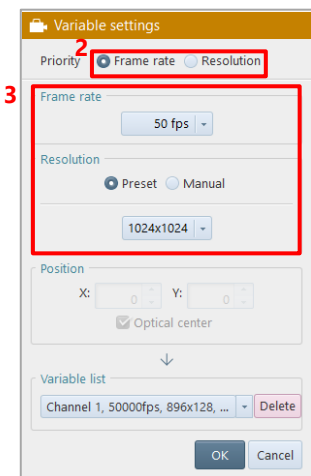 Variable settings
2
Priority Frame rate Resolution
3
Frame rate
50 fps
Resolution
Preset Manual
1024x1024
Position
X: 0 Y: 0
Optical center
Variable list
Channel 1, 50000fps, 896x128, ... Delete
OK Cancel